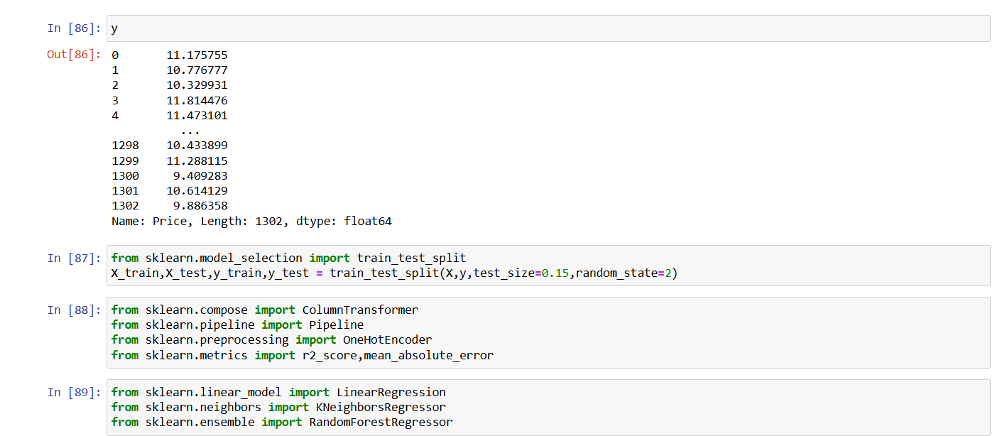 In [86]: y
Out[86]: 0 11.175755
1 10.776777
2 10.329931
3 11.814476
4 11.473101
...
1298 10.433899
1299 11.288115
1300 9.409283
1301 10.614129
1302 9.886358
Name: Price, Length: 1302, dtype: float64
In [87]: from sklearn.model_selection import train_test_split
X_train,X_test,y_train,y_test = train_test_split(X,y,test_size=0.15,random_state=2)
In [88]: from sklearn.compose import ColumnTransformer
from sklearn.pipeline import Pipeline
from sklearn.preprocessing import OneHotEncoder
from sklearn.metrics import r2_score,mean_absolute_error
In [89]: from sklearn.linear_model import LinearRegression
from sklearn.neighbors import KNeighborsRegressor
from sklearn.ensemble import RandomForestRegressor